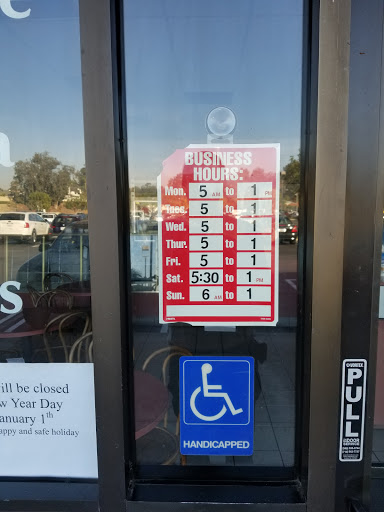 BUSINESS
HOURS:
Mon. 5 AM to 1 PM
Tues. 5 to 1
Wed. 5 to 1
Thur. 5 to 1
Fri. 5 to 1
Sat. 5:30 to 1 PM
Sun. 6 AM to 1
HANDICAPPED
ill be closed
w Year Day
anuary 1th
appy and safe holiday
PULL
DOOR
SERVICE